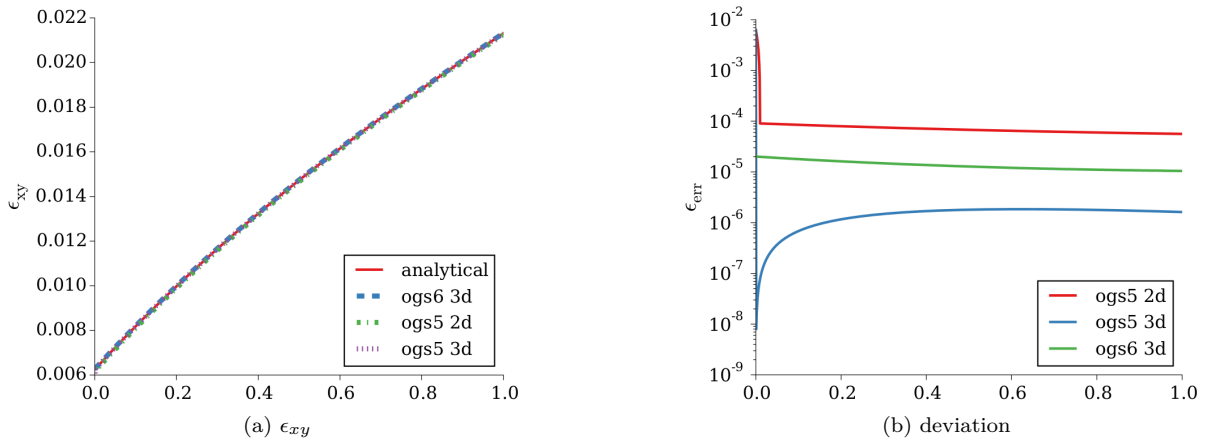 0.022
0.020
0.018
0.016
0.014
0.012
0.010
0.008
0.006
ϵxy
0.0 0.2 0.4 0.6 0.8 1.0
analytical
ogs6 3d
ogs5 2d
ogs5 3d
(a) ϵxy
10^-2
10^-3
10^-4
10^-5
10^-6
10^-7
10^-8
10^-9
ϵerr
0.0 0.2 0.4 0.6 0.8 1.0
ogs5 2d
ogs5 3d
ogs6 3d
(b) deviation